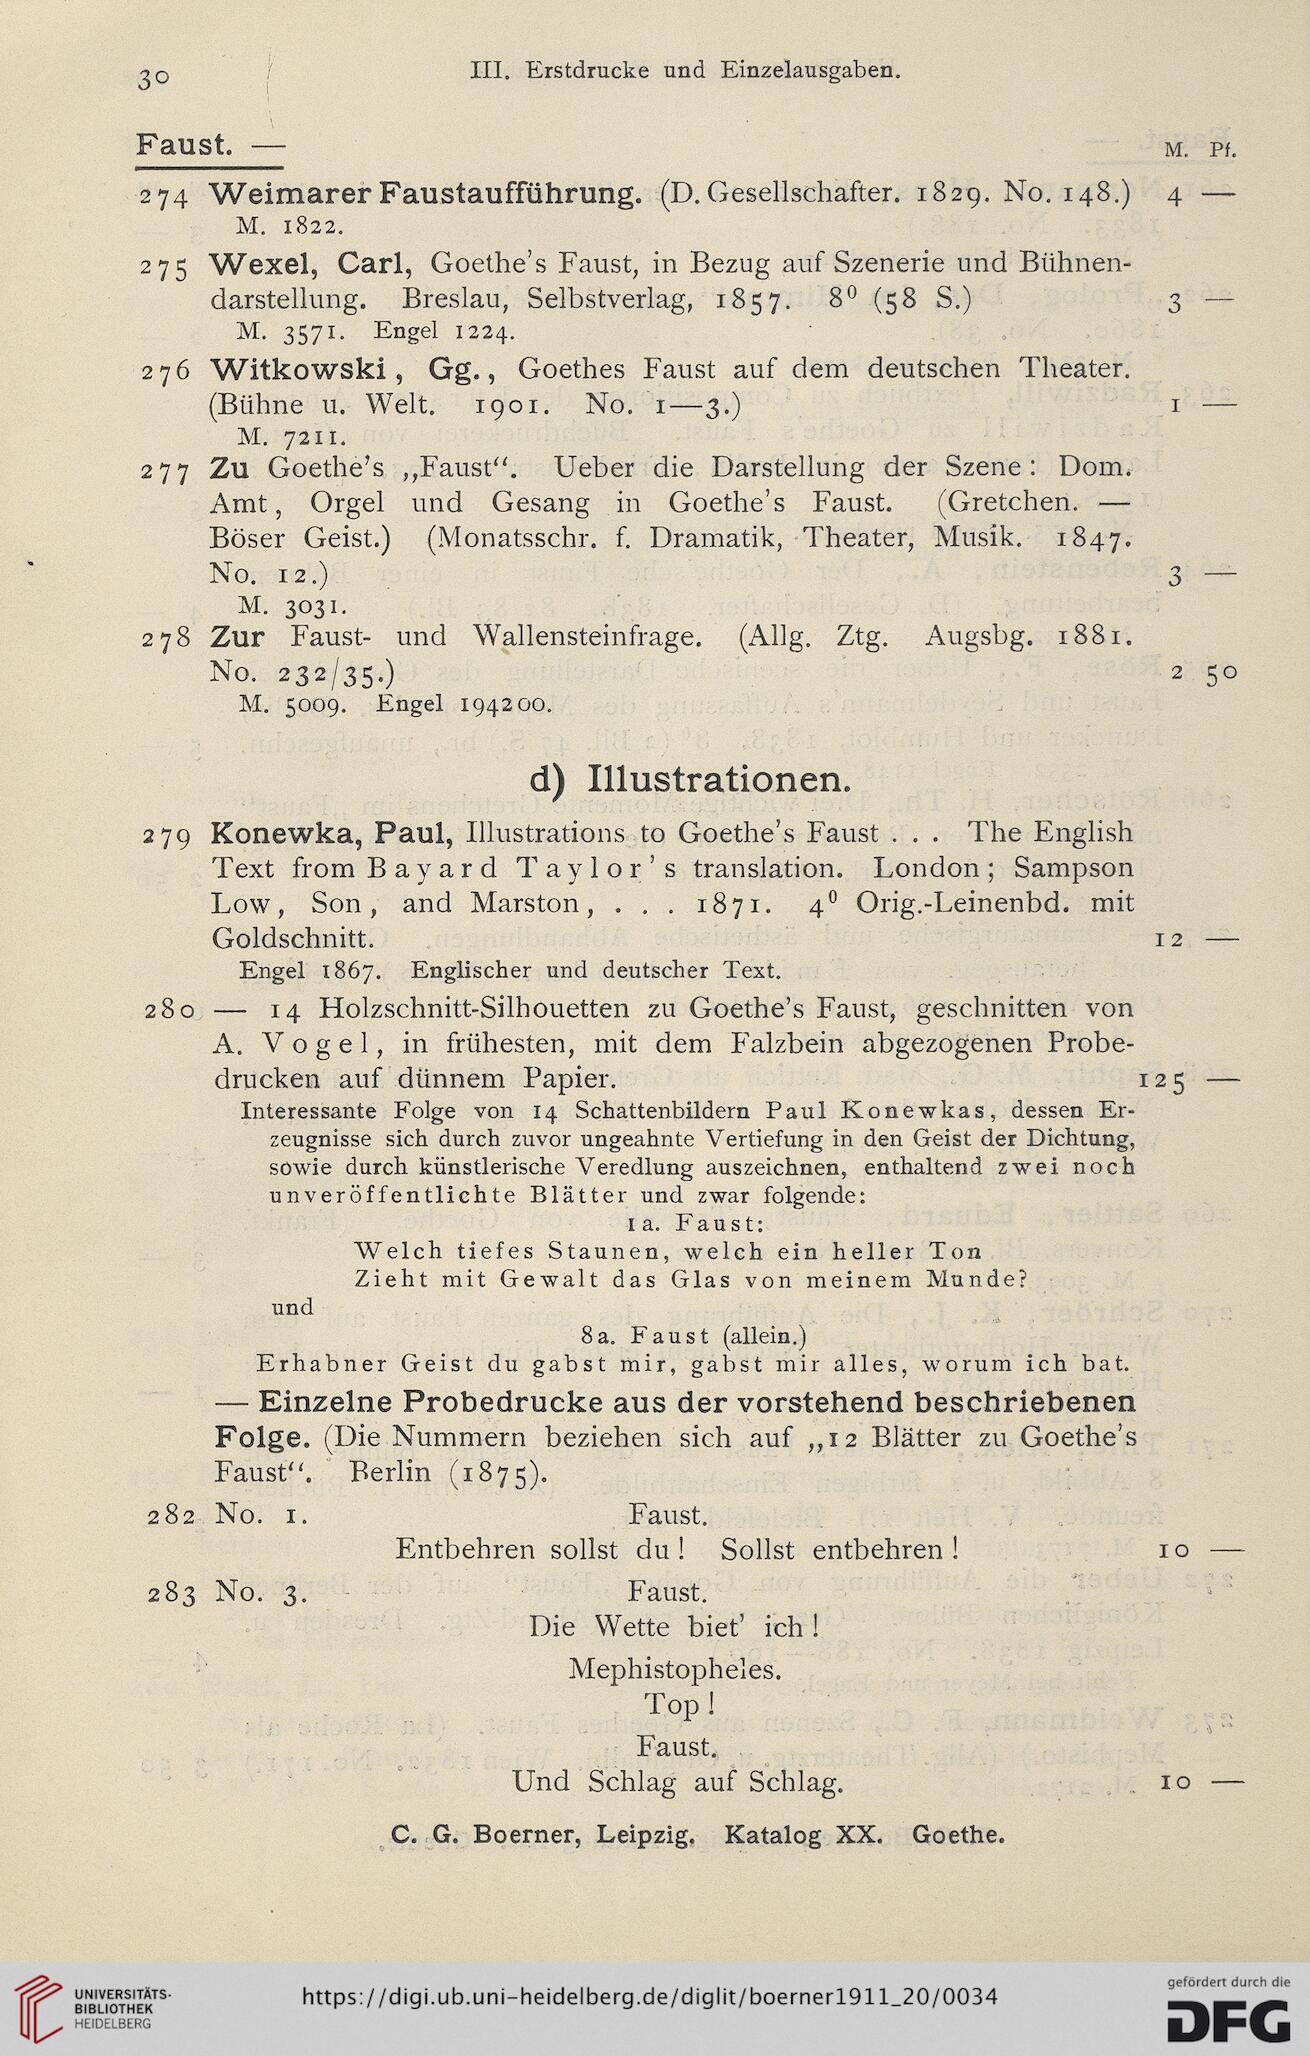 30
III. Erstdrucke und Einzelausgaben.
Faust. —
M. Pf.
274 Weimarer Faustaufführung. (D. Gesellschafter. 1829. No. 148.) 4 —
M. 1822.
275 Wexel, Carl, Goethe's Faust, in Bezug auf Szenerie und Bühnen-
darstellung. Breslau, Selbstverlag, 1857. 8⁰ (58 S.) 3 —
M. 3571. Engel 1224.
276 Witkowski, Gg., Goethes Faust auf dem deutschen Theater.
(Bühne u. Welt. 1901. No. 1—3.) 1 —
M. 7211.
277 Zu Goethe's „Faust“. Ueber die Darstellung der Szene: Dom.
Amt, Orgel und Gesang in Goethe's Faust. (Gretchen. —
Böser Geist.) (Monatsschr. f. Dramatik, Theater, Musik. 1847.
No. 12.) 3 —
M. 3031.
278 Zur Faust- und Wallensteinfrage. (Allg. Ztg. Augsbg. 1881.
No. 232/35.) 2 50
M. 5009. Engel 194200.
d) Illustrationen.
279 Konewka, Paul, Illustrations to Goethe's Faust . . . The English
Text from Bayard Taylor's translation. London; Sampson
Low, Son, and Marston, . . . 1871. 4⁰ Orig.-Leinenbd. mit
Goldschnitt. 12 —
Engel 1867. Englischer und deutscher Text.
280 — 14 Holzschnitt-Silhouetten zu Goethe's Faust, geschnitten von
A. Vogel, in frühesten, mit dem Falzbein abgezogenen Probe-
drucken auf dünnem Papier. 125 —
Interessante Folge von 14 Schattenbildern Paul Konewkas, dessen Er-
zeugnisse sich durch zuvor ungeahnte Vertiefung in den Geist der Dichtung,
sowie durch künstlerische Veredlung auszeichnen, enthaltend zwei noch
unveröffentlichte Blätter und zwar folgende:
1a. Faust:
Welch tiefes Staunen, welch ein heller Ton
Zieht mit Gewalt das Glas von meinem Munde?
und
8a. Faust (allein.)
Erhabner Geist du gabst mir, gabst mir alles, worum ich bat.
— Einzelne Probedrucke aus der vorstehend beschriebenen
Folge. (Die Nummern beziehen sich auf „12 Blätter zu Goethe's
Faust“. Berlin (1875).
282 No. 1. Faust.
Entbehren sollst du! Sollst entbehren! 10 —
283 No. 3. Faust.
Die Wette biet' ich!
Mephistopheles.
Top!
Faust.
Und Schlag auf Schlag. 10 —
C. G. Boerner, Leipzig. Katalog XX. Goethe.
UNIVERSITÄTS-
BIBLIOTHEK
HEIDELBERG
https://digi.ub.uni-heidelberg.de/diglit/boerner1911_20/0034
gefördert durch die
DFG